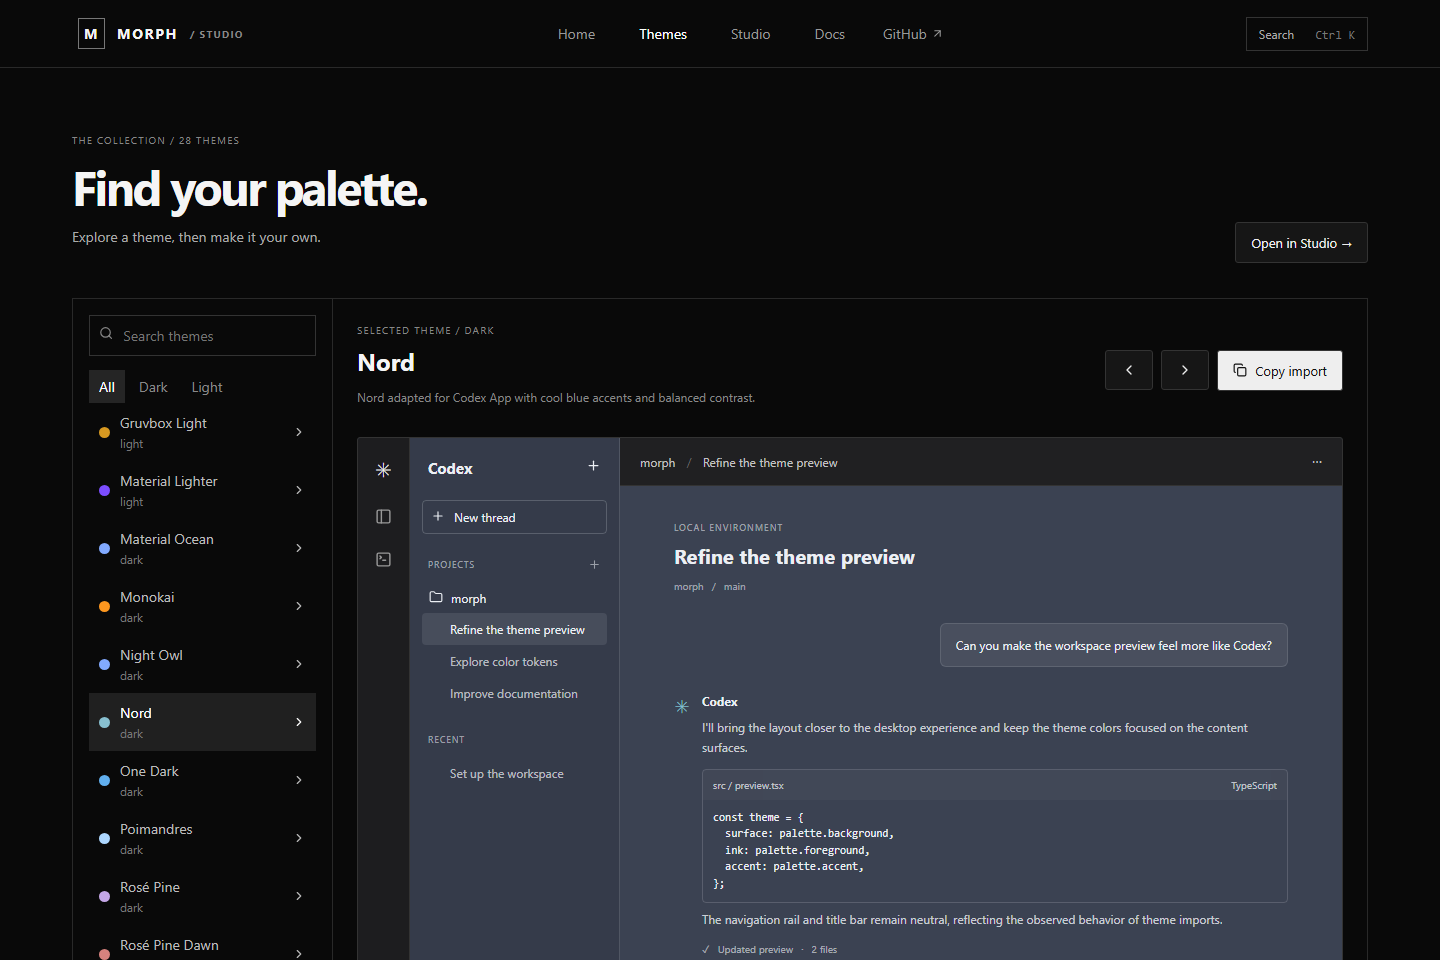 M MORPH / STUDIO
Home Themes Studio Docs GitHub ↗
Search Ctrl K
THE COLLECTION / 28 THEMES
Find your palette.
Explore a theme, then make it your own.
Open in Studio →
Search themes
All Dark Light
Gruvbox Light
light
Material Lighter
light
Material Ocean
dark
Monokai
dark
Night Owl
dark
Nord
dark
One Dark
dark
Poimandres
dark
Rosé Pine
dark
Rosé Pine Dawn
SELECTED THEME / DARK
Nord
Nord adapted for Codex App with cool blue accents and balanced contrast.
Copy import
Codex +
+ New thread
PROJECTS +
morph
Refine the theme preview
Explore color tokens
Improve documentation
RECENT
Set up the workspace
morph / Refine the theme preview ···
LOCAL ENVIRONMENT
Refine the theme preview
morph / main
Can you make the workspace preview feel more like Codex?
Codex
I'll bring the layout closer to the desktop experience and keep the theme colors focused on the content
surfaces.
src / preview.tsx TypeScript
const theme = {
surface: palette.background,
ink: palette.foreground,
accent: palette.accent,
};
The navigation rail and title bar remain neutral, reflecting the observed behavior of theme imports.
✓ Updated preview · 2 files